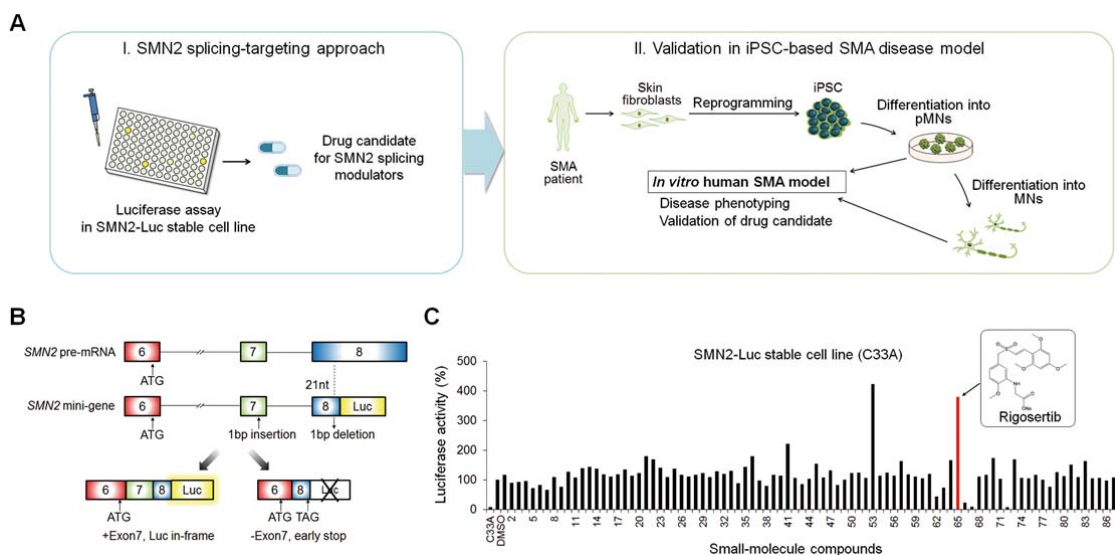 A
I. SMN2 splicing-targeting approach
Luciferase assay
in SMN2-Luc stable cell line
Drug candidate
for SMN2 splicing
modulators
II. Validation in iPSC-based SMA disease model
SMA
patient
Skin
fibroblasts
Reprogramming
iPSC
Differentiation into
pMNs
In vitro human SMA model
Disease phenotyping
Validation of drug candidate
Differentiation into
MNs
B
SMN2 pre-mRNA
6
7
8
ATG
21nt
SMN2 mini-gene
6
7
8
Luc
ATG
1bp insertion
1bp deletion
6
7
8
Luc
ATG
+Exon7, Luc in-frame
6
8
Luc
ATG TAG
-Exon7, early stop
C
SMN2-Luc stable cell line (C33A)
Luciferase activity (%)
500
400
300
200
100
0
C33A
DMSO
2
5
8
11
14
17
20
23
26
29
32
35
38
41
44
47
50
53
56
59
62
65
68
71
74
77
80
83
86
Small-molecule compounds
Rigosertib